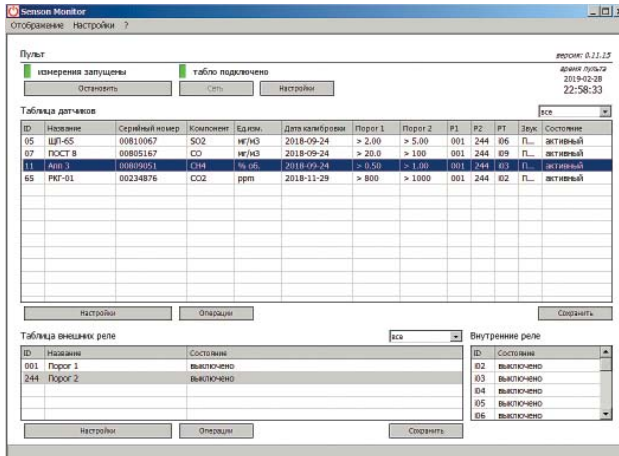 Senson Monitor
Отображение Настройки ?
Пульт
версия: 0.11.15
измерения запущены табло подключено
время пульта
2019-02-28
22:58:33
Остановить Сеть Настройки
Таблица датчиков все
ID Название Серийный номер Компонент Ед.изм. Дата калибровки Порог 1 Порог 2 Р1 Р2 РТ Звук Состояние
05 ЩП-65 00810067 SO2 мг/м3 2018-09-24 > 2.00 > 5.00 001 244 i06 П... активный
07 ПОСТ 8 00805167 CO мг/м3 2018-09-24 > 20.0 > 100 001 244 i09 П... активный
11 Апп 3 00809051 CH4 % об. 2018-09-24 > 0.50 > 1.00 001 244 i03 П... активный
65 РКГ-01 00234876 CO2 ppm 2018-11-29 > 800 > 1000 001 244 i02 П... активный
Настройки Операции Сохранить
Таблица внешних реле все Внутренние реле
ID Название Состояние
001 Порог 1 выключено
244 Порог 2 выключено
ID Состояние
i02 выключено
i03 выключено
i04 выключено
i05 выключено
i06 выключено
Настройки Операции Сохранить